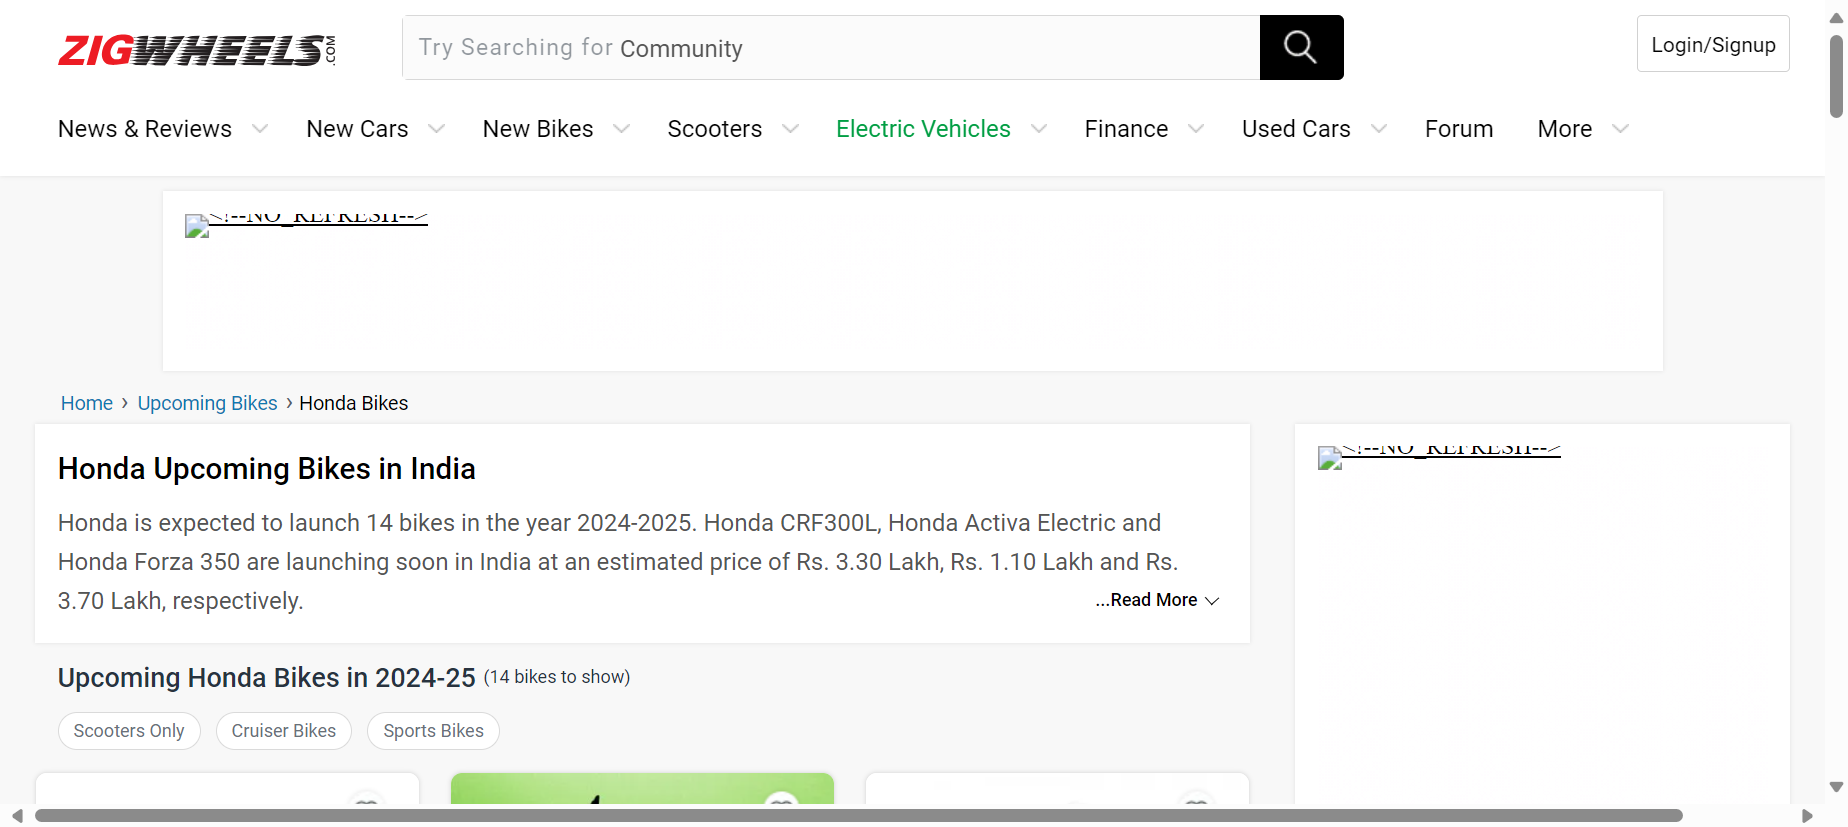 ZIGWHEELS.COM
Try Searching for Community
Login/Signup
News & Reviews New Cars New Bikes Scooters Electric Vehicles Finance Used Cars Forum More
<!--NO_REFRESH-->
Home › Upcoming Bikes › Honda Bikes
Honda Upcoming Bikes in India
Honda is expected to launch 14 bikes in the year 2024-2025. Honda CRF300L, Honda Activa Electric and
Honda Forza 350 are launching soon in India at an estimated price of Rs. 3.30 Lakh, Rs. 1.10 Lakh and Rs.
3.70 Lakh, respectively.
...Read More
<!--NO_REFRESH-->
Upcoming Honda Bikes in 2024-25 (14 bikes to show)
Scooters Only Cruiser Bikes Sports Bikes